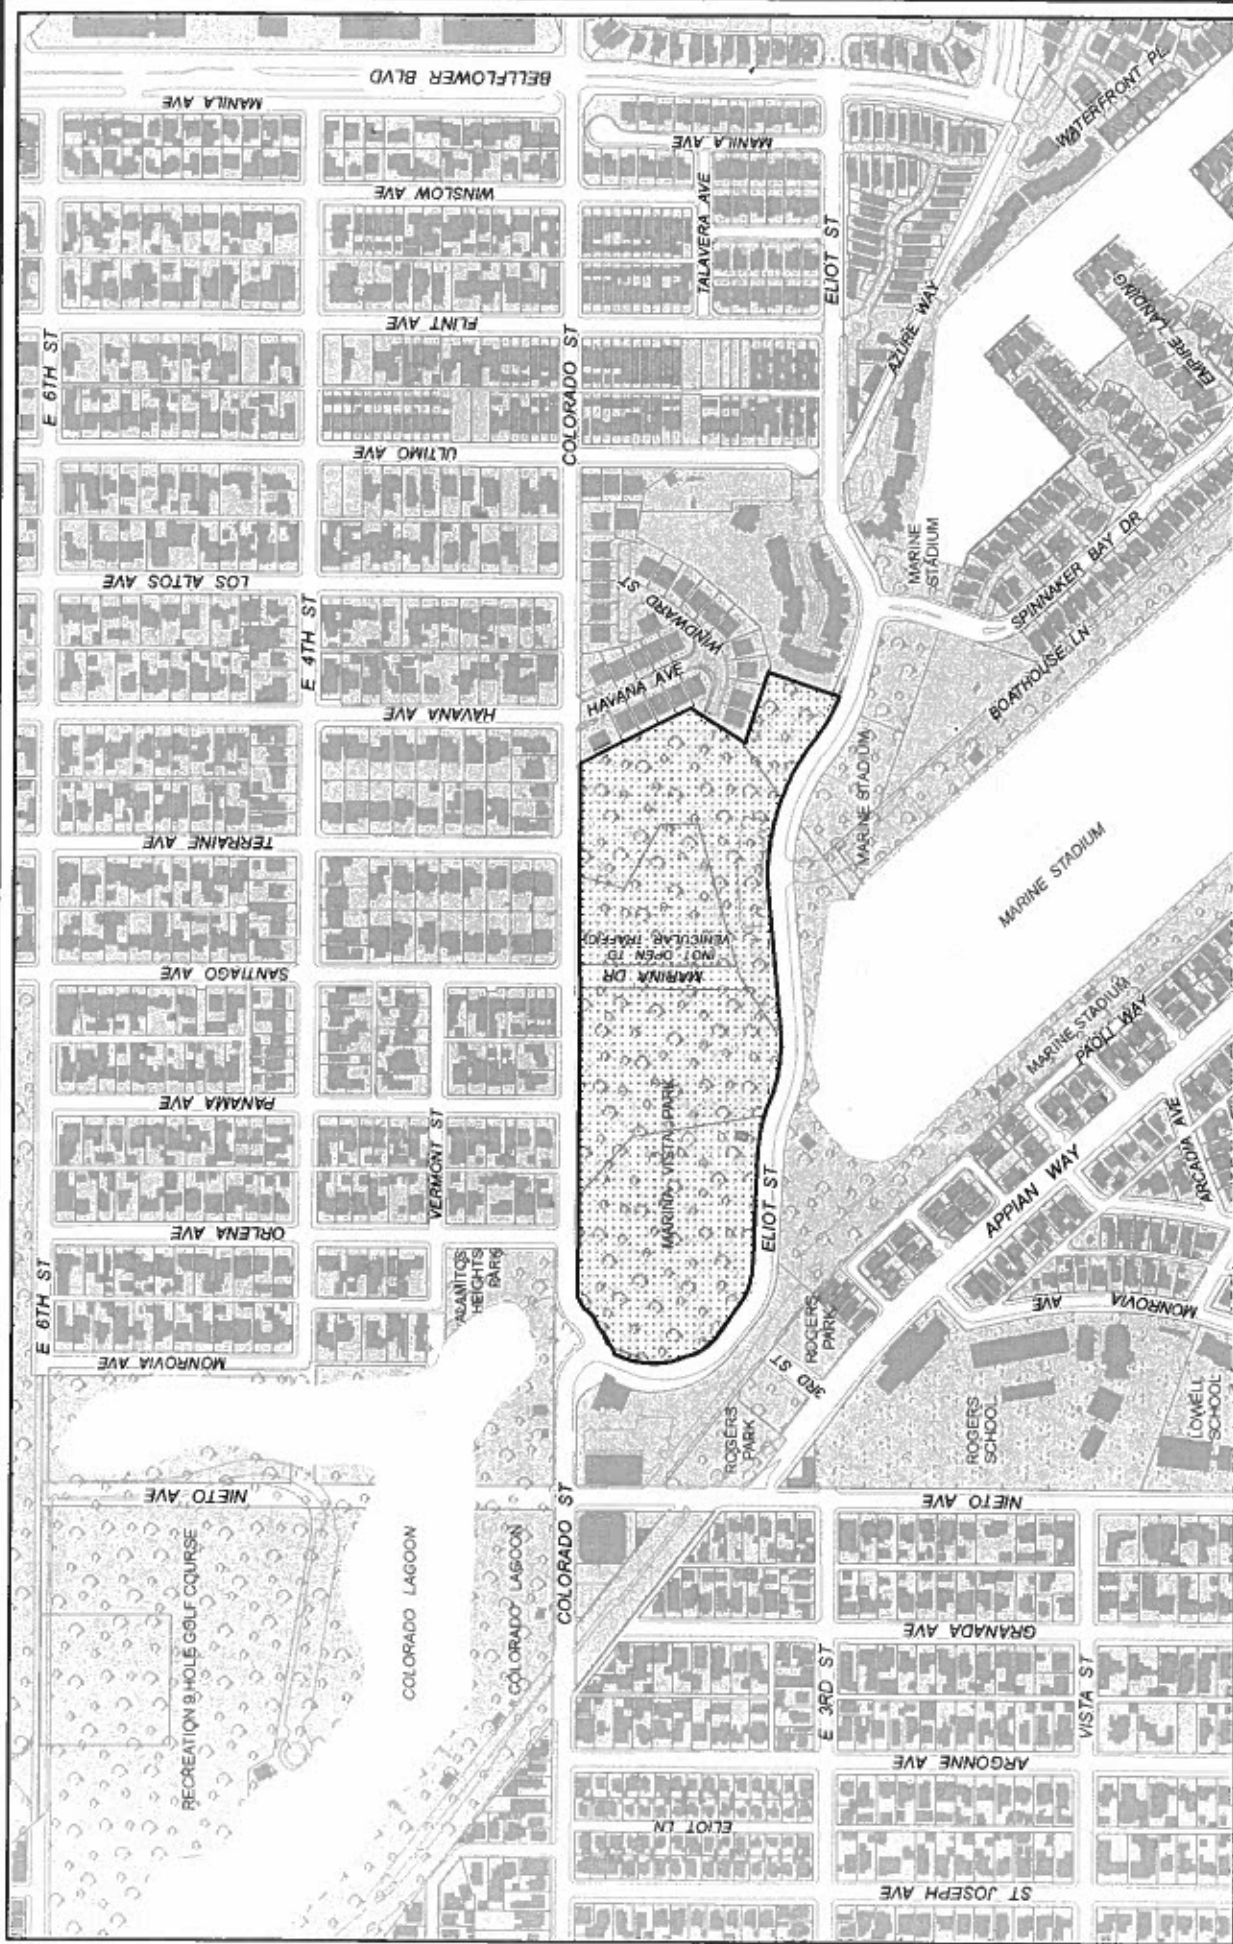 BELLFLOWER BLVD
MANILA AVE
WATERFRONT PL
MANILA AVE
WINSLOW AVE
TALAVERA AVE
ELIOT ST
EMPIRE LANDING
FLINT AVE
AZURE WAY
E 6TH ST
COLORADO ST
ULTIMO AVE
MARINE
STADIUM
SPINNAKER BAY DR
LOS ALTOS AVE
WINDWARD ST
E 4TH ST
BOATHOUSE LN
HAVANA AVE
HAVANA AVE
MARINE STADIUM
TERRAINE AVE
MARINE STADIUM
MARINA DR
(NOT OPEN TO
VEHICULAR TRAFFIC)
SANTIAGO AVE
MARINE STADIUM
PAOLI WAY
PANAMA AVE
MARINA VISTA PARK
VERMONT ST
ARCADIA AVE
APPIAN WAY
ELIOT ST
ORLENA AVE
ALAMITOS
HEIGHTS
PARK
E 6TH ST
MONROVIA AVE
ROGERS
PARK
MONROVIA AVE
3RD ST
ROGERS
PARK
ROGERS
SCHOOL
LOWELL
SCHOOL
NIETO AVE
COLORADO ST
NIETO AVE
RECREATION 9 HOLE GOLF COURSE
COLORADO LAGOON
COLORADO LAGOON
GRANADA AVE
E 3RD ST
VISTA ST
ARGONNE AVE
ELIOT LN
ST JOSEPH AVE